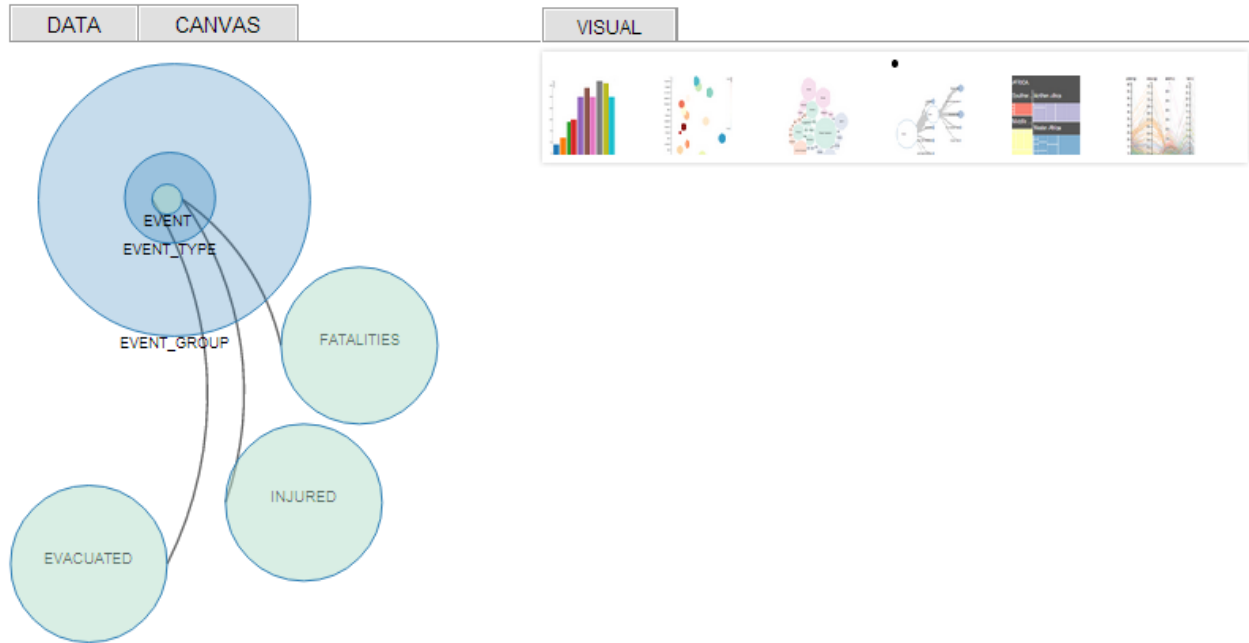 DATA
CANVAS
VISUAL
EVENT
EVENT_TYPE
EVENT_GROUP
FATALITIES
INJURED
EVACUATED